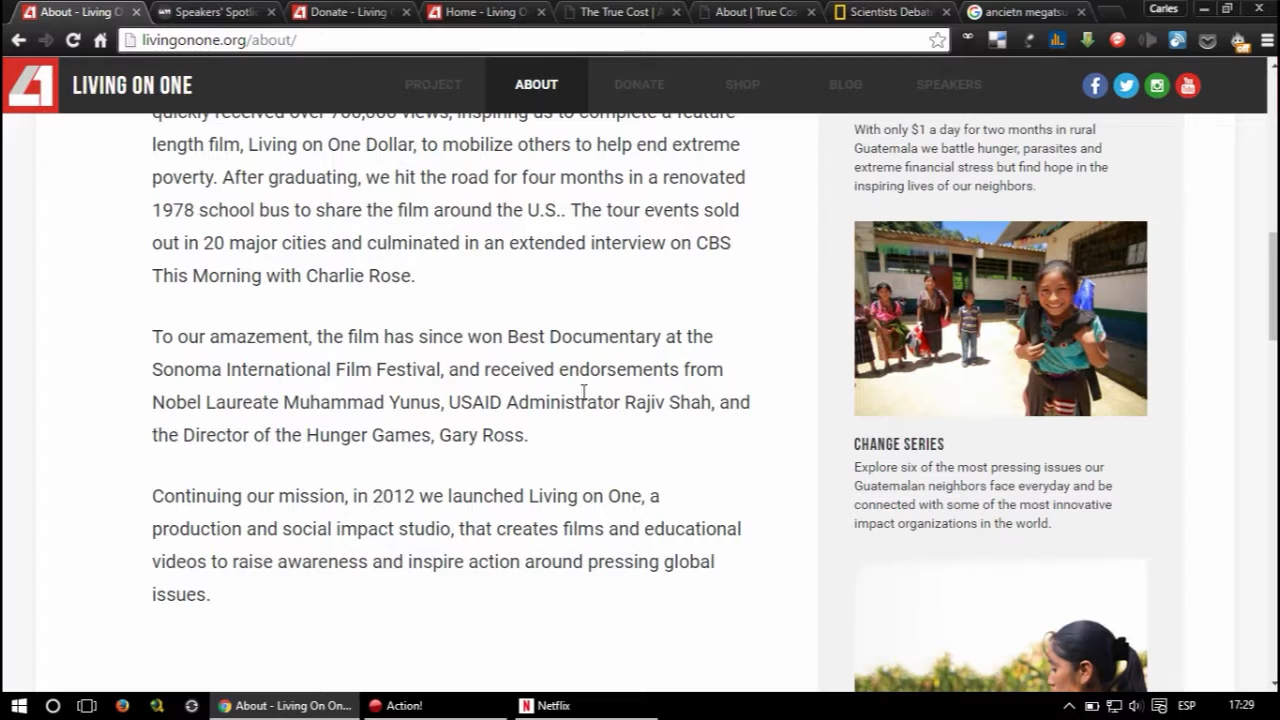 About - Living O
Speakers' Spotli
Donate - Living
Home - Living O
The True Cost | A
About | True Cos
Scientists Debat
ancietn megatsu
Carles
livingonone.org/about/
off
LIVING ON ONE
PROJECT
ABOUT
DONATE
SHOP
BLOG
SPEAKERS
quickly received over 700,000 views, inspiring us to complete a feature
length film, Living on One Dollar, to mobilize others to help end extreme
poverty. After graduating, we hit the road for four months in a renovated
1978 school bus to share the film around the U.S.. The tour events sold
out in 20 major cities and culminated in an extended interview on CBS
This Morning with Charlie Rose.
To our amazement, the film has since won Best Documentary at the
Sonoma International Film Festival, and received endorsements from
Nobel Laureate Muhammad Yunus, USAID Administrator Rajiv Shah, and
the Director of the Hunger Games, Gary Ross.
Continuing our mission, in 2012 we launched Living on One, a
production and social impact studio, that creates films and educational
videos to raise awareness and inspire action around pressing global
issues.
With only $1 a day for two months in rural
Guatemala we battle hunger, parasites and
extreme financial stress but find hope in the
inspiring lives of our neighbors.
CHANGE SERIES
Explore six of the most pressing issues our
Guatemalan neighbors face everyday and be
connected with some of the most innovative
impact organizations in the world.
About - Living On On...
Action!
Netflix
ESP
17:29